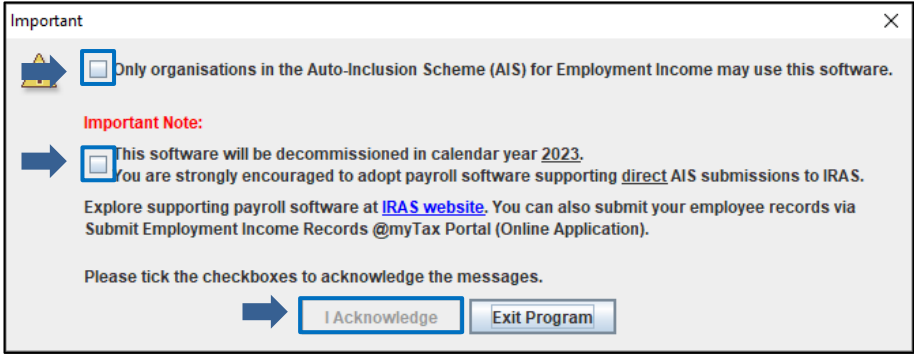 Important
Only organisations in the Auto-Inclusion Scheme (AIS) for Employment Income may use this software.
Important Note:
This software will be decommissioned in calendar year 2023.
You are strongly encouraged to adopt payroll software supporting direct AIS submissions to IRAS.
Explore supporting payroll software at IRAS website. You can also submit your employee records via
Submit Employment Income Records @myTax Portal (Online Application).
Please tick the checkboxes to acknowledge the messages.
I Acknowledge
Exit Program